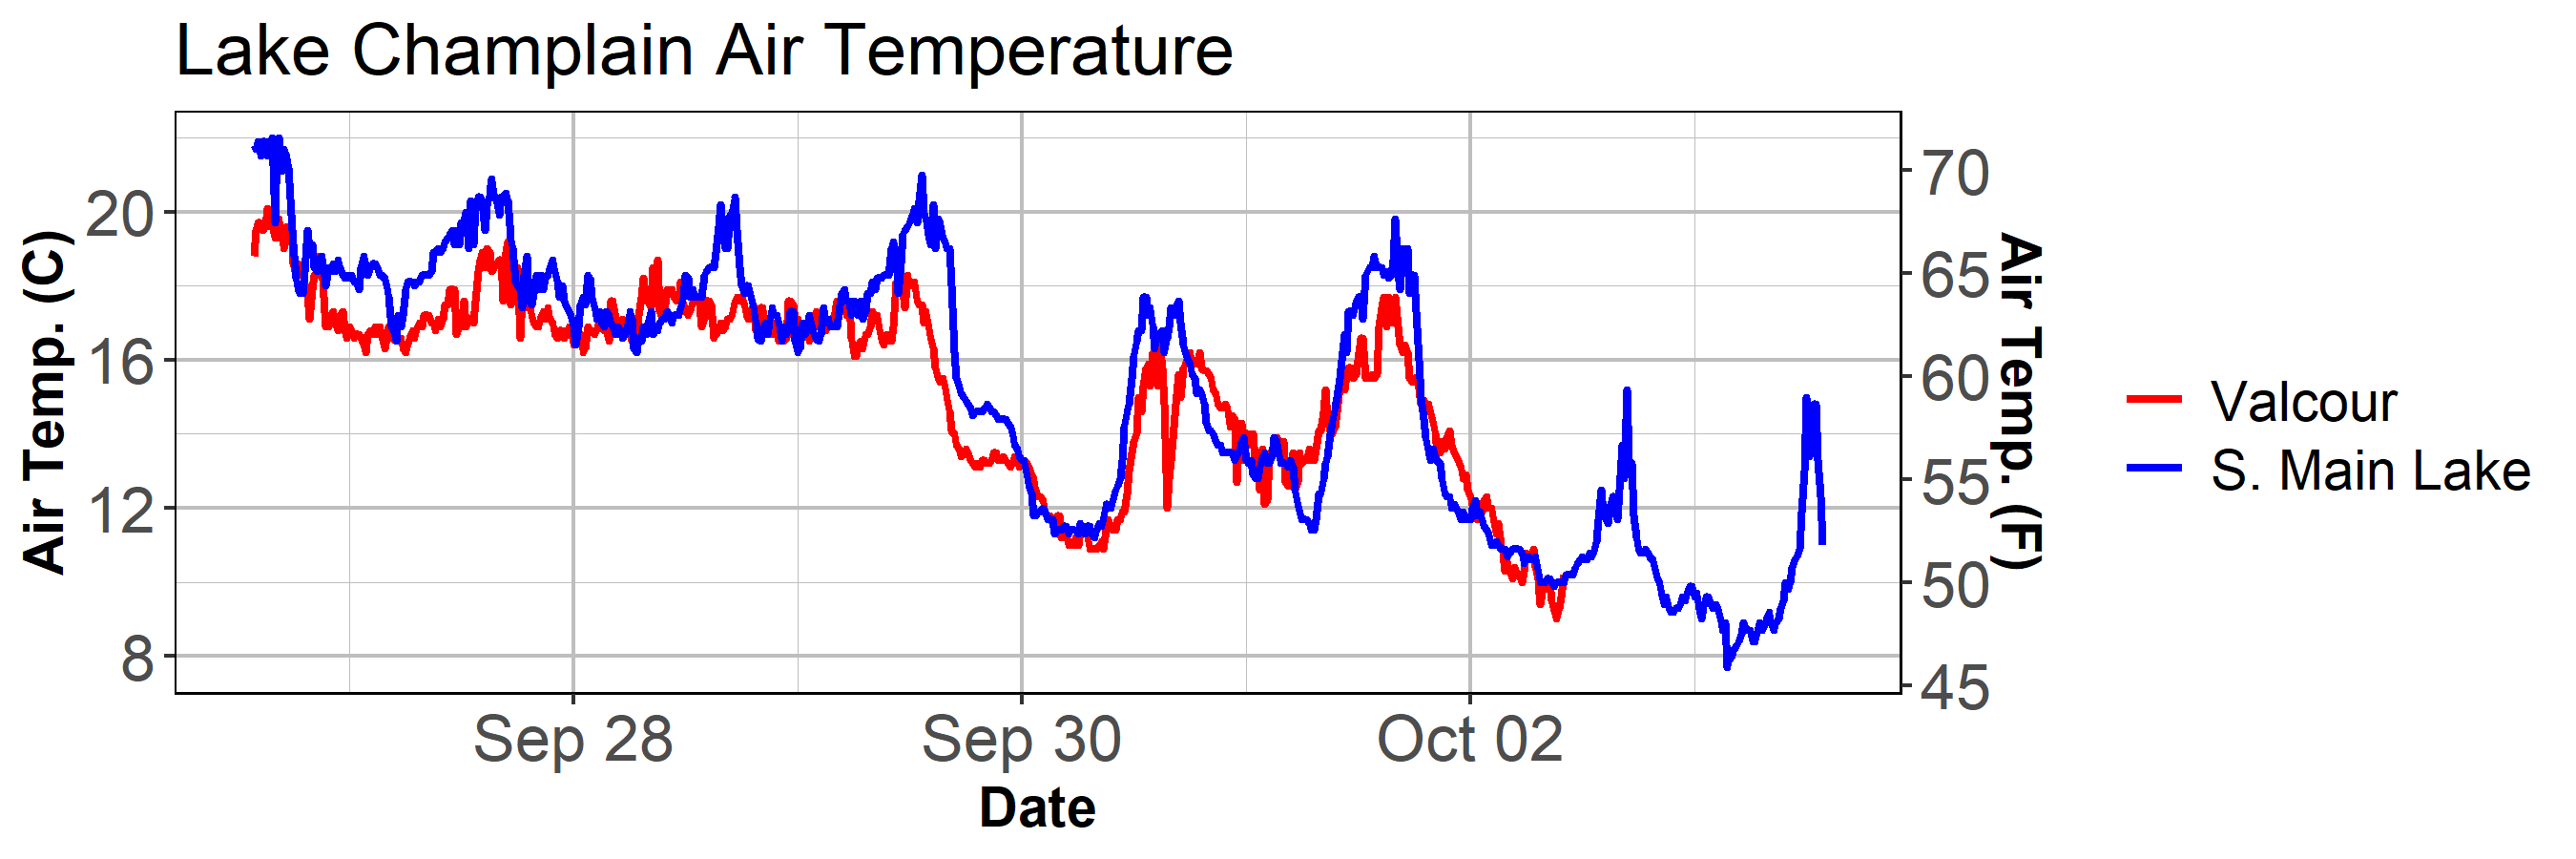 Lake Champlain Air Temperature
Air Temp. (C)
20
16
12
8
70
65
60
55
50
45
Air Temp. (F)
Sep 28
Sep 30
Oct 02
Date
Valcour
S. Main Lake